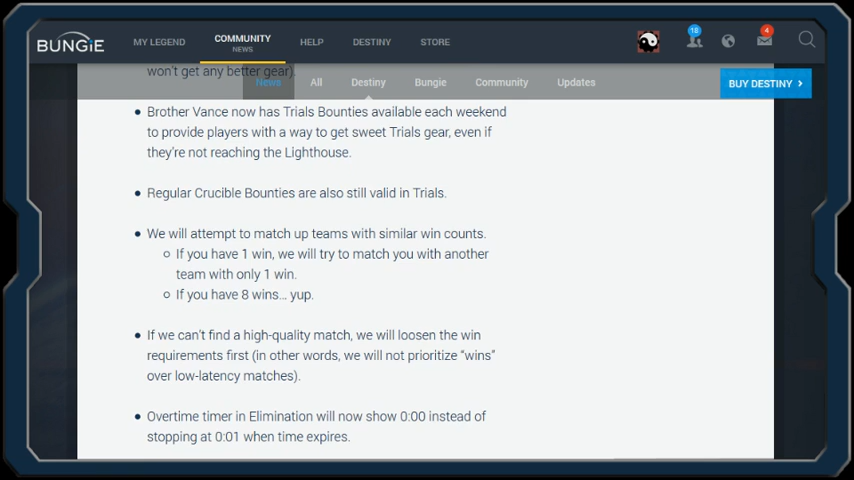 BUNGiE
MY LEGEND
COMMUNITY
NEWS
HELP
DESTINY
STORE
18
4
won't get any better gear).
News
All
Destiny
Bungie
Community
Updates
BUY DESTINY >
• Brother Vance now has Trials Bounties available each weekend
to provide players with a way to get sweet Trials gear, even if
they're not reaching the Lighthouse.
• Regular Crucible Bounties are also still valid in Trials.
• We will attempt to match up teams with similar win counts.
○ If you have 1 win, we will try to match you with another
team with only 1 win.
○ If you have 8 wins... yup.
• If we can't find a high-quality match, we will loosen the win
requirements first (in other words, we will not prioritize “wins”
over low-latency matches).
• Overtime timer in Elimination will now show 0:00 instead of
stopping at 0:01 when time expires.